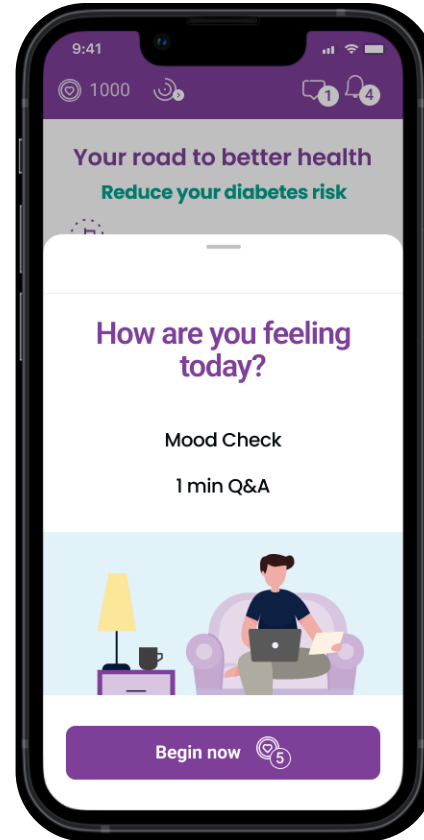 9:41
1000
1
4
Your road to better health
Reduce your diabetes risk
How are you feeling
today?
Mood Check
1 min Q&A
Begin now 5